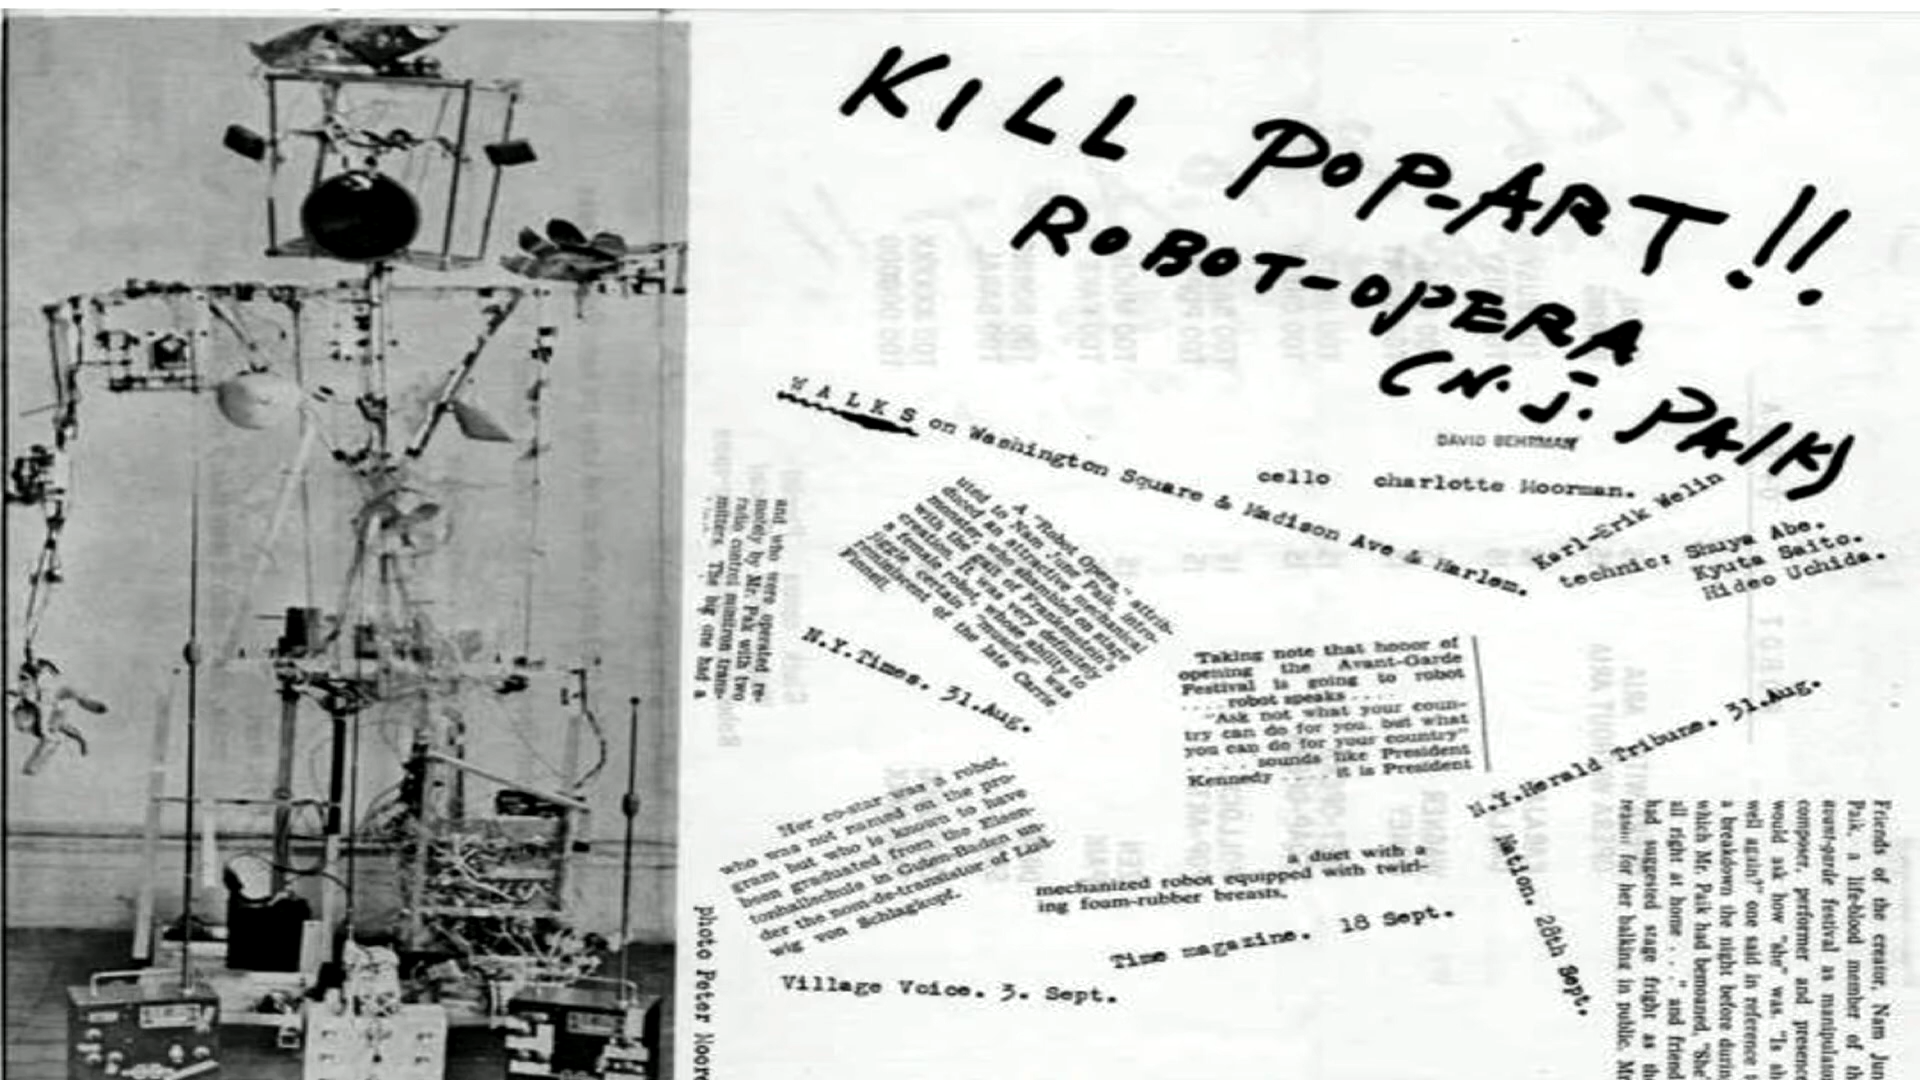 KILL POP-ART!!
ROBOT-OPERA
(N. J. PAIK)
DAVID BEHRMAN
WALKS on Washington Square & Madison Ave & Harlem.
cello charlotte Moorman.
Karl-Erik Welin
technic: Shuya Abe.
Kyuta Saito.
Hideo Uchida.
and who were operated re-
motely by Mr. Paik with two
radio control minitron trans-
mitters. The big one had a
A "Robot Opera," attrib-
uted to Nam June Paik, intro-
duced an attractive mechanical
monster, who shambled on stage
with the gait of Frankenstein's
creation. It was very definitely
a female robot, whose ability to
jiggle certain "muscles" was
reminiscent of the late Carrie
Finnell.
N.Y.Times. 31.Aug.
Taking note that honor of
opening the Avant-Garde
Festival is going to robot
.... robot speaks ....
"Ask not what your coun-
try can do for you, but what
you can do for your country"
..... sounds like President
Kennedy .... it is President
N.Y.Herald Tribune. 31.Aug.
Her co-star was a robot,
who was not named on the pro-
gram but who is known to have
been graduated from the Eisen-
tonhallschule in Guden-Baden un-
der the nom-de-transistor of Lud-
wig von Schlagkopf.
Village Voice. 3. Sept.
a duet with a
mechanized robot equipped with twirl-
ing foam-rubber breasts.
Time magazine. 18 Sept.
Nation. 28th Sept.
Friends of the creator, Nam Jun
Paik, a life-blood member of th
avant-garde festival as manipulato
composer, performer and presence
would ask how "she" was. "Is sh
well again?" one said in reference t
a breakdown the night before durin
which Mr. Paik had bemoaned, "She'
all right at home . . ." and friend
had suggested stage fright as th
reason for her balking in public. Mr
photo Peter Moore